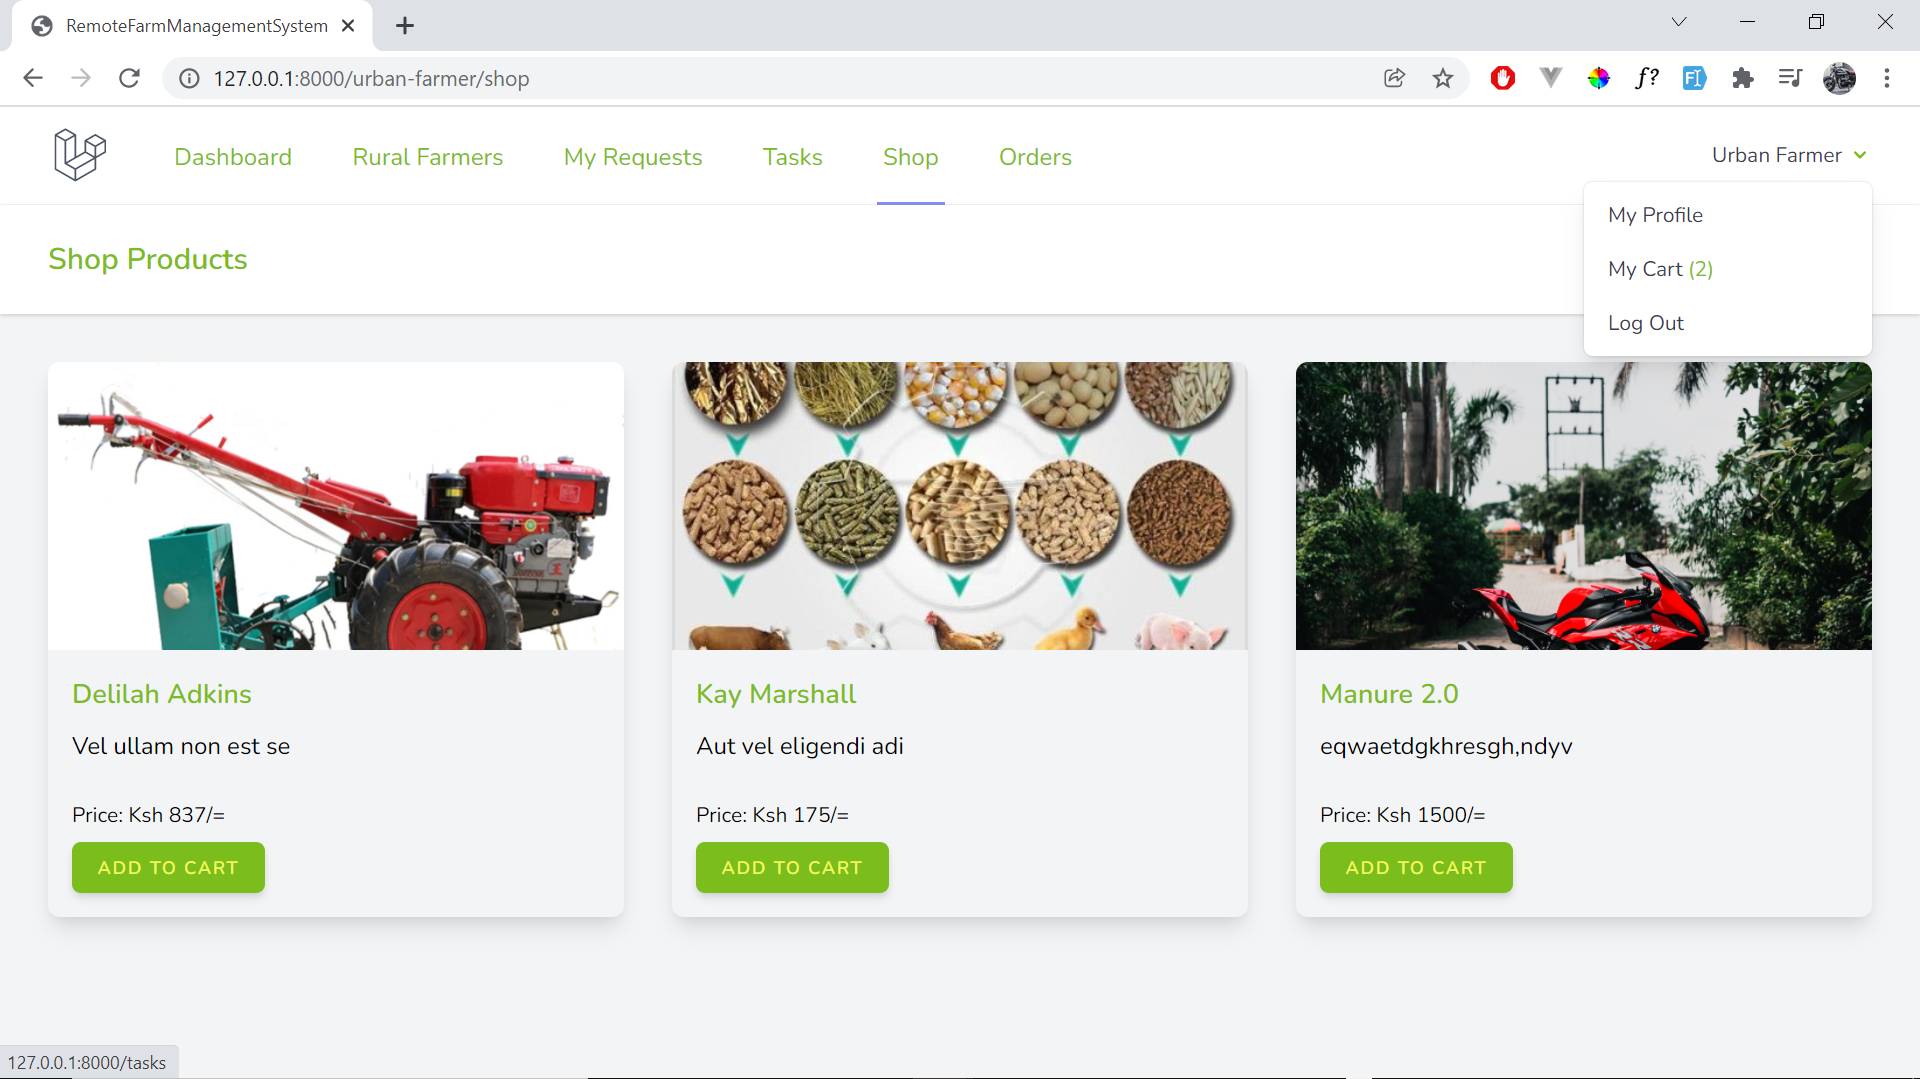 RemoteFarmManagementSystem
127.0.0.1:8000/urban-farmer/shop
f?
Dashboard Rural Farmers My Requests Tasks Shop Orders Urban Farmer
My Profile
My Cart (2)
Log Out
Shop Products
Delilah Adkins
Vel ullam non est se
Price: Ksh 837/=
ADD TO CART
Kay Marshall
Aut vel eligendi adi
Price: Ksh 175/=
ADD TO CART
Manure 2.0
eqwaetdgkhresgh,ndyv
Price: Ksh 1500/=
ADD TO CART
127.0.0.1:8000/tasks